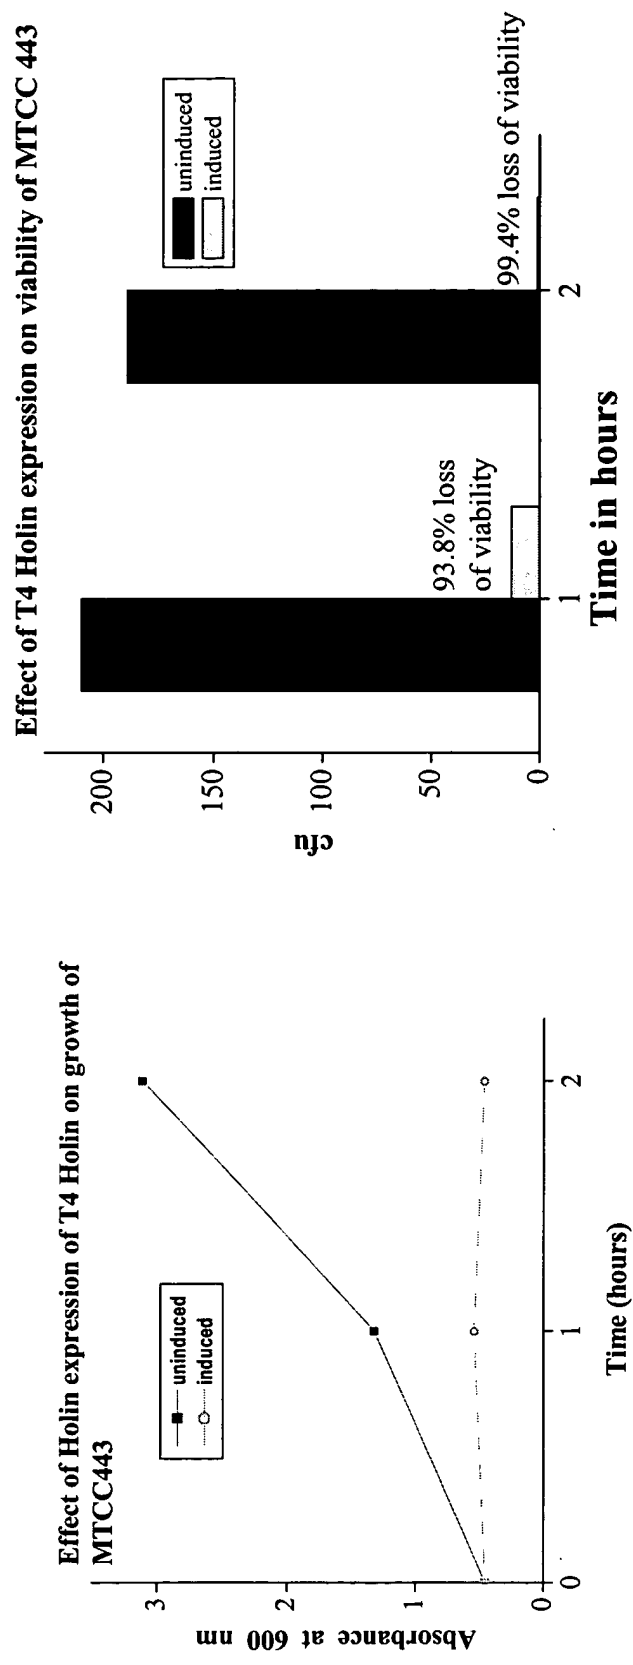 Effect of Holin expression of T4 Holin on growth of
MTCC443
uninduced
induced
3
2
1
0
Absorbance at 600 nm
0
1
2
Time (hours)
Effect of T4 Holin expression on viability of MTCC 443
uninduced
induced
200
150
100
50
0
cfu
93.8% loss
of viability
99.4% loss of viability
1
2
Time in hours